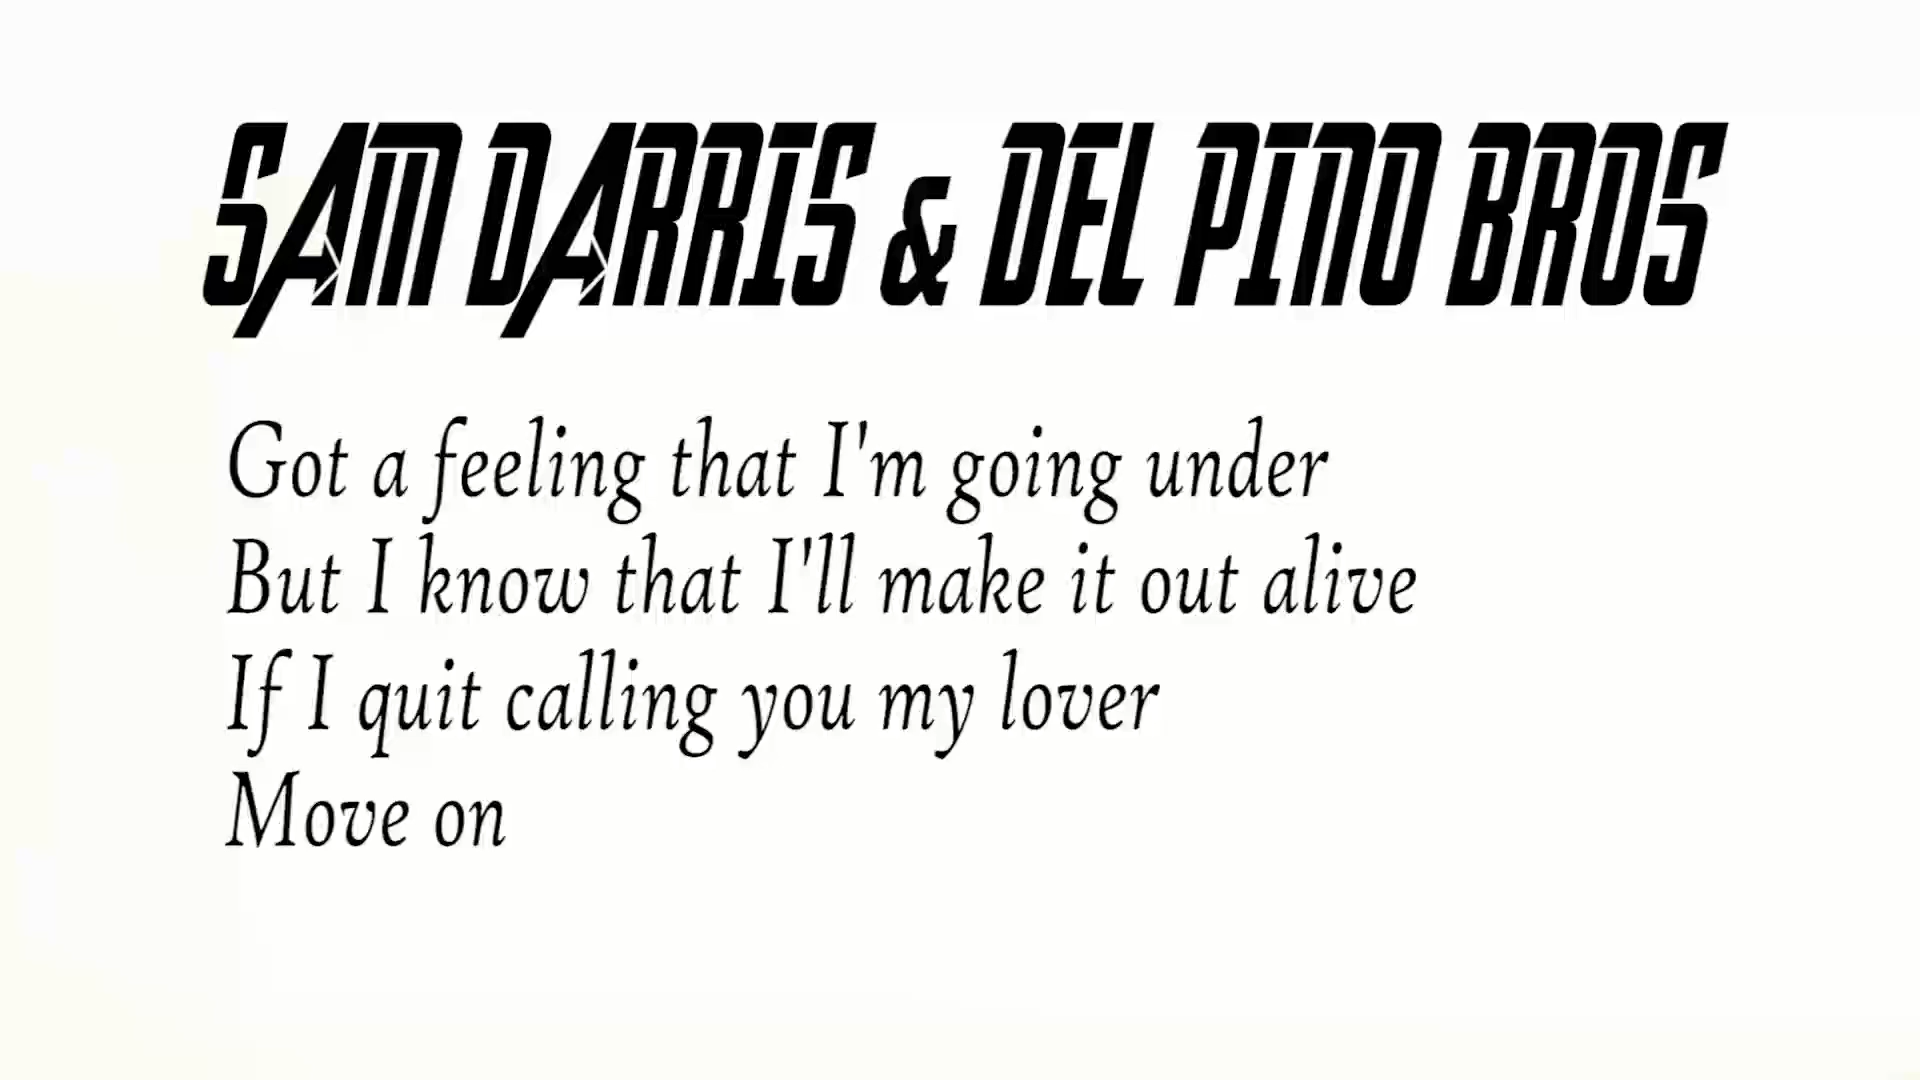 SAM DARRIS & DEL PINO BROS
Got a feeling that I'm going under
But I know that I'll make it out alive
If I quit calling you my lover
Move on